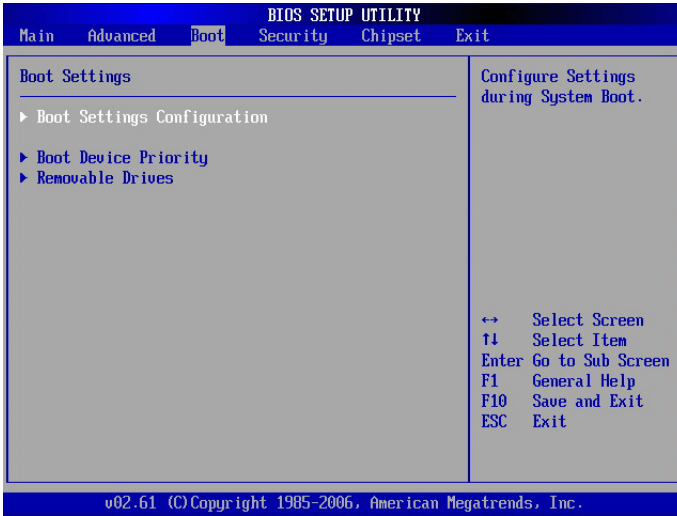 BIOS SETUP UTILITY
Main Advanced Boot Security Chipset Exit
Boot Settings
Boot Settings Configuration
Boot Device Priority
Removable Drives
Configure Settings
during System Boot.
↔ Select Screen
↑↓ Select Item
Enter Go to Sub Screen
F1 General Help
F10 Save and Exit
ESC Exit
v02.61 (C)Copyright 1985-2006, American Megatrends, Inc.